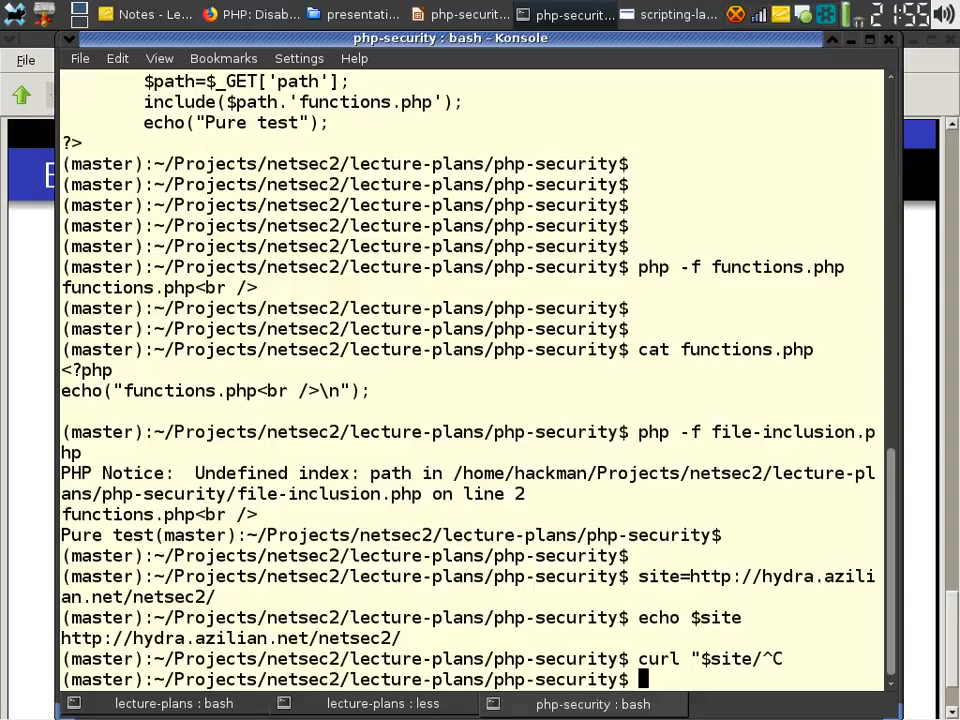 Notes - Le...
PHP: Disab...
presentati...
php-securit...
php-securit...
scripting-la...
21:55
php-security : bash - Konsole
File
File Edit View Bookmarks Settings Help
$path=$_GET['path'];
include($path.'functions.php');
echo("Pure test");
?>
(master):~/Projects/netsec2/lecture-plans/php-security$
(master):~/Projects/netsec2/lecture-plans/php-security$
(master):~/Projects/netsec2/lecture-plans/php-security$
(master):~/Projects/netsec2/lecture-plans/php-security$
(master):~/Projects/netsec2/lecture-plans/php-security$
(master):~/Projects/netsec2/lecture-plans/php-security$ php -f functions.php
functions.php<br />
(master):~/Projects/netsec2/lecture-plans/php-security$
(master):~/Projects/netsec2/lecture-plans/php-security$
(master):~/Projects/netsec2/lecture-plans/php-security$ cat functions.php
<?php
echo("functions.php<br />\n");
(master):~/Projects/netsec2/lecture-plans/php-security$ php -f file-inclusion.p
hp
PHP Notice:  Undefined index: path in /home/hackman/Projects/netsec2/lecture-pl
ans/php-security/file-inclusion.php on line 2
functions.php<br />
Pure test(master):~/Projects/netsec2/lecture-plans/php-security$
(master):~/Projects/netsec2/lecture-plans/php-security$
(master):~/Projects/netsec2/lecture-plans/php-security$ site=http://hydra.azili
an.net/netsec2/
(master):~/Projects/netsec2/lecture-plans/php-security$ echo $site
http://hydra.azilian.net/netsec2/
(master):~/Projects/netsec2/lecture-plans/php-security$ curl "$site/^C
(master):~/Projects/netsec2/lecture-plans/php-security$
lecture-plans : bash
lecture-plans : less
php-security : bash